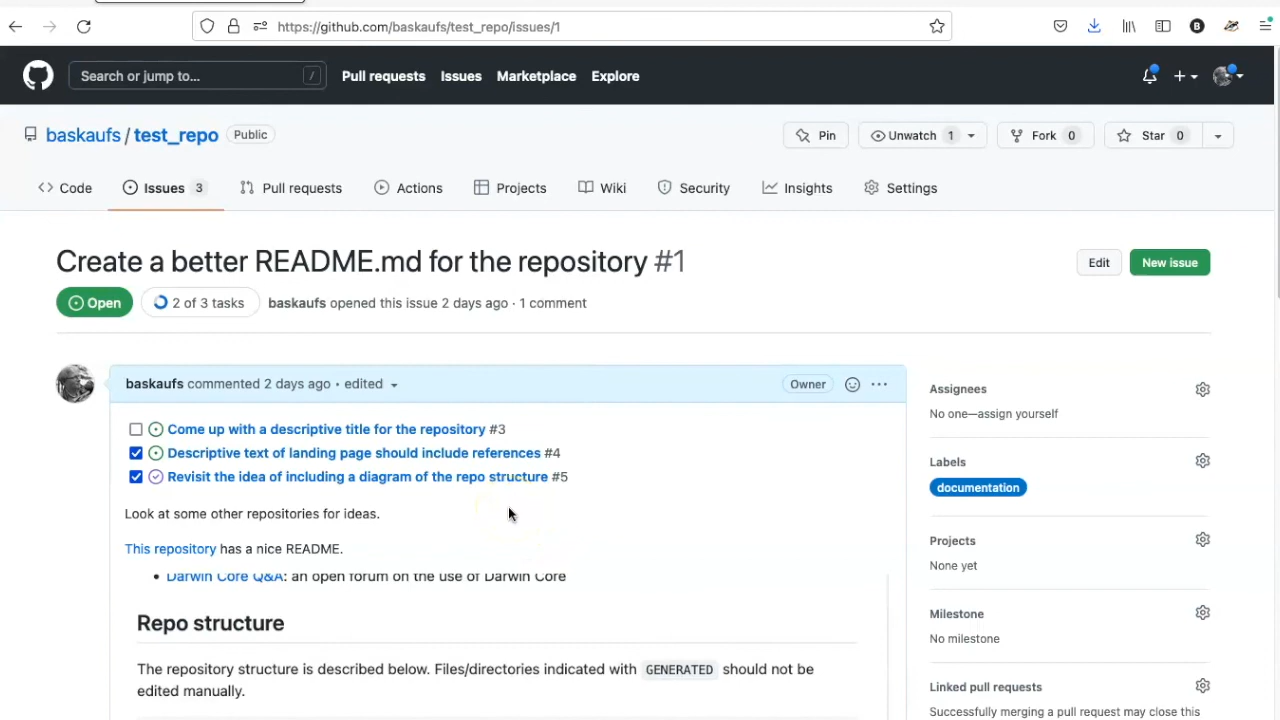 https://github.com/baskaufs/test_repo/issues/1
B
Search or jump to... /
Pull requests
Issues
Marketplace
Explore
baskaufs / test_repo Public
Pin
Unwatch 1
Fork 0
Star 0
Code
Issues 3
Pull requests
Actions
Projects
Wiki
Security
Insights
Settings
Create a better README.md for the repository #1
Edit
New issue
Open
2 of 3 tasks
baskaufs opened this issue 2 days ago · 1 comment
baskaufs commented 2 days ago • edited
Owner
Come up with a descriptive title for the repository #3
Descriptive text of landing page should include references #4
Revisit the idea of including a diagram of the repo structure #5
Look at some other repositories for ideas.
This repository has a nice README.
• Darwin Core Q&A: an open forum on the use of Darwin Core
Repo structure
The repository structure is described below. Files/directories indicated with GENERATED should not be
edited manually.
Assignees
No one—assign yourself
Labels
documentation
Projects
None yet
Milestone
No milestone
Linked pull requests
Successfully merging a pull request may close this